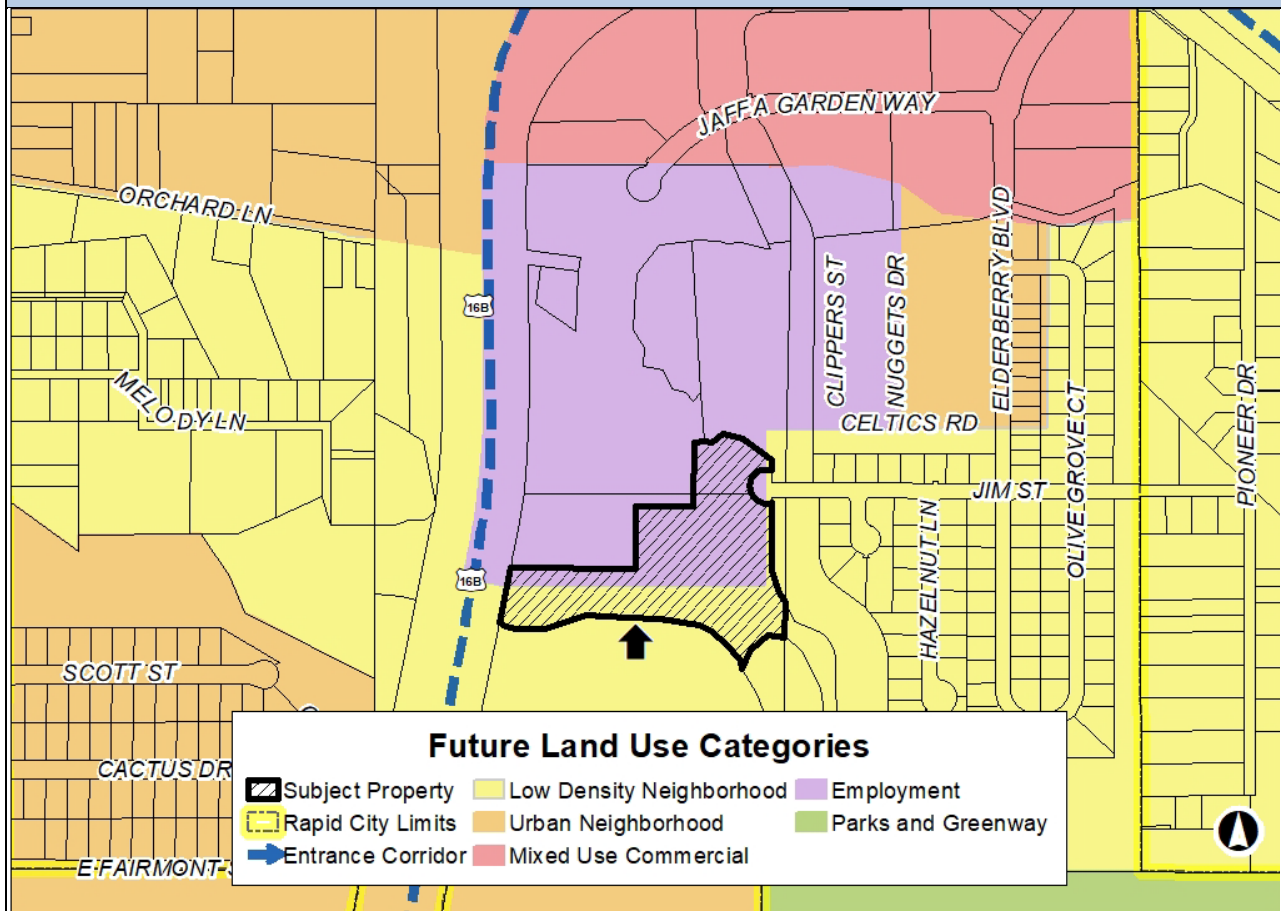 JAFFA GARDEN WAY
ORCHARD LN
ELDERBERRY BLVD
CLIPPERS ST
NUGGETS DR
16B
MELODY LN
CELTICS RD
OLIVE GROVE CT
PIONEER DR
JIM ST
HAZELNUT LN
16B
SCOTT ST
CACTUS DR
E FAIRMONT
Future Land Use Categories
Subject Property
Low Density Neighborhood
Employment
Rapid City Limits
Urban Neighborhood
Parks and Greenway
Entrance Corridor
Mixed Use Commercial